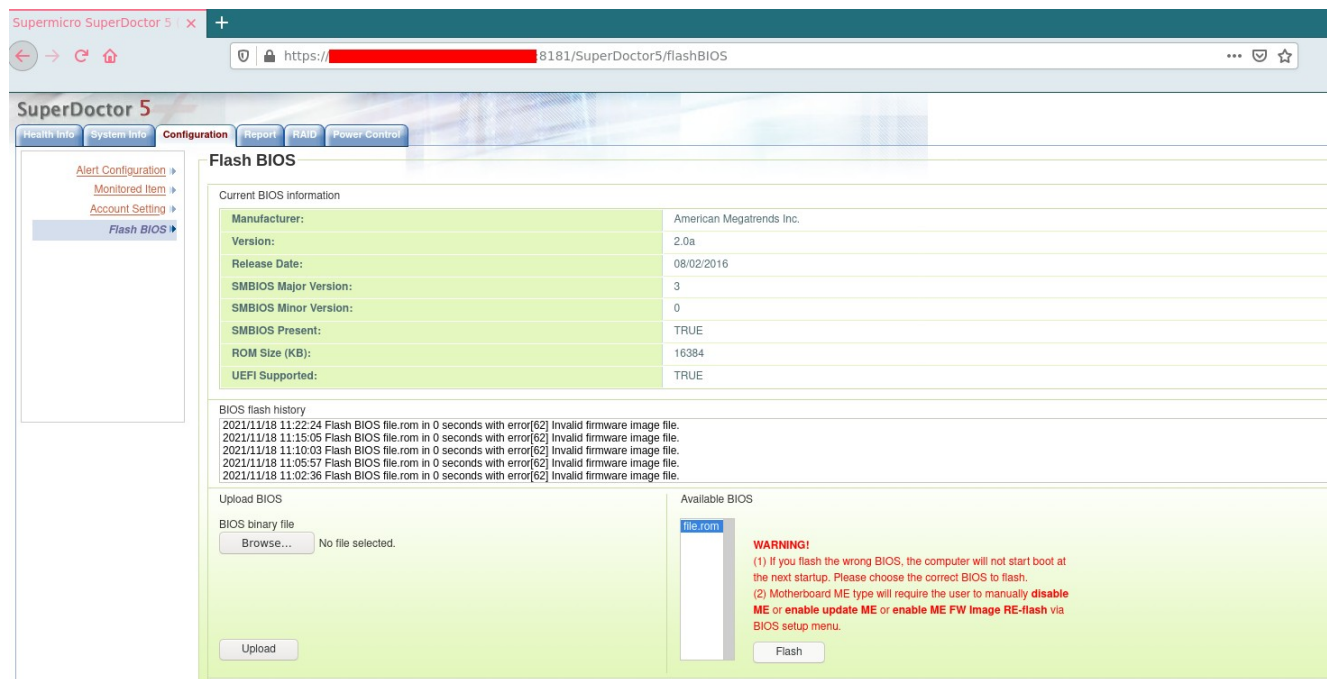 Supermicro SuperDoctor 5
https://
:8181/SuperDoctor5/flashBIOS
SuperDoctor 5
Health Info System Info Configuration Report RAID Power Control
Alert Configuration
Monitored Item
Account Setting
Flash BIOS
Flash BIOS
Current BIOS information
Manufacturer: American Megatrends Inc.
Version: 2.0a
Release Date: 08/02/2016
SMBIOS Major Version: 3
SMBIOS Minor Version: 0
SMBIOS Present: TRUE
ROM Size (KB): 16384
UEFI Supported: TRUE
BIOS flash history
2021/11/18 11:22:24 Flash BIOS file.rom in 0 seconds with error[62] Invalid firmware image file.
2021/11/18 11:15:05 Flash BIOS file.rom in 0 seconds with error[62] Invalid firmware image file.
2021/11/18 11:10:03 Flash BIOS file.rom in 0 seconds with error[62] Invalid firmware image file.
2021/11/18 11:05:57 Flash BIOS file.rom in 0 seconds with error[62] Invalid firmware image file.
2021/11/18 11:02:36 Flash BIOS file.rom in 0 seconds with error[62] Invalid firmware image file.
Upload BIOS
BIOS binary file
Browse... No file selected.
Upload
Available BIOS
file.rom
WARNING!
(1) If you flash the wrong BIOS, the computer will not start boot at
the next startup. Please choose the correct BIOS to flash.
(2) Motherboard ME type will require the user to manually disable
ME or enable update ME or enable ME FW Image RE-flash via
BIOS setup menu.
Flash